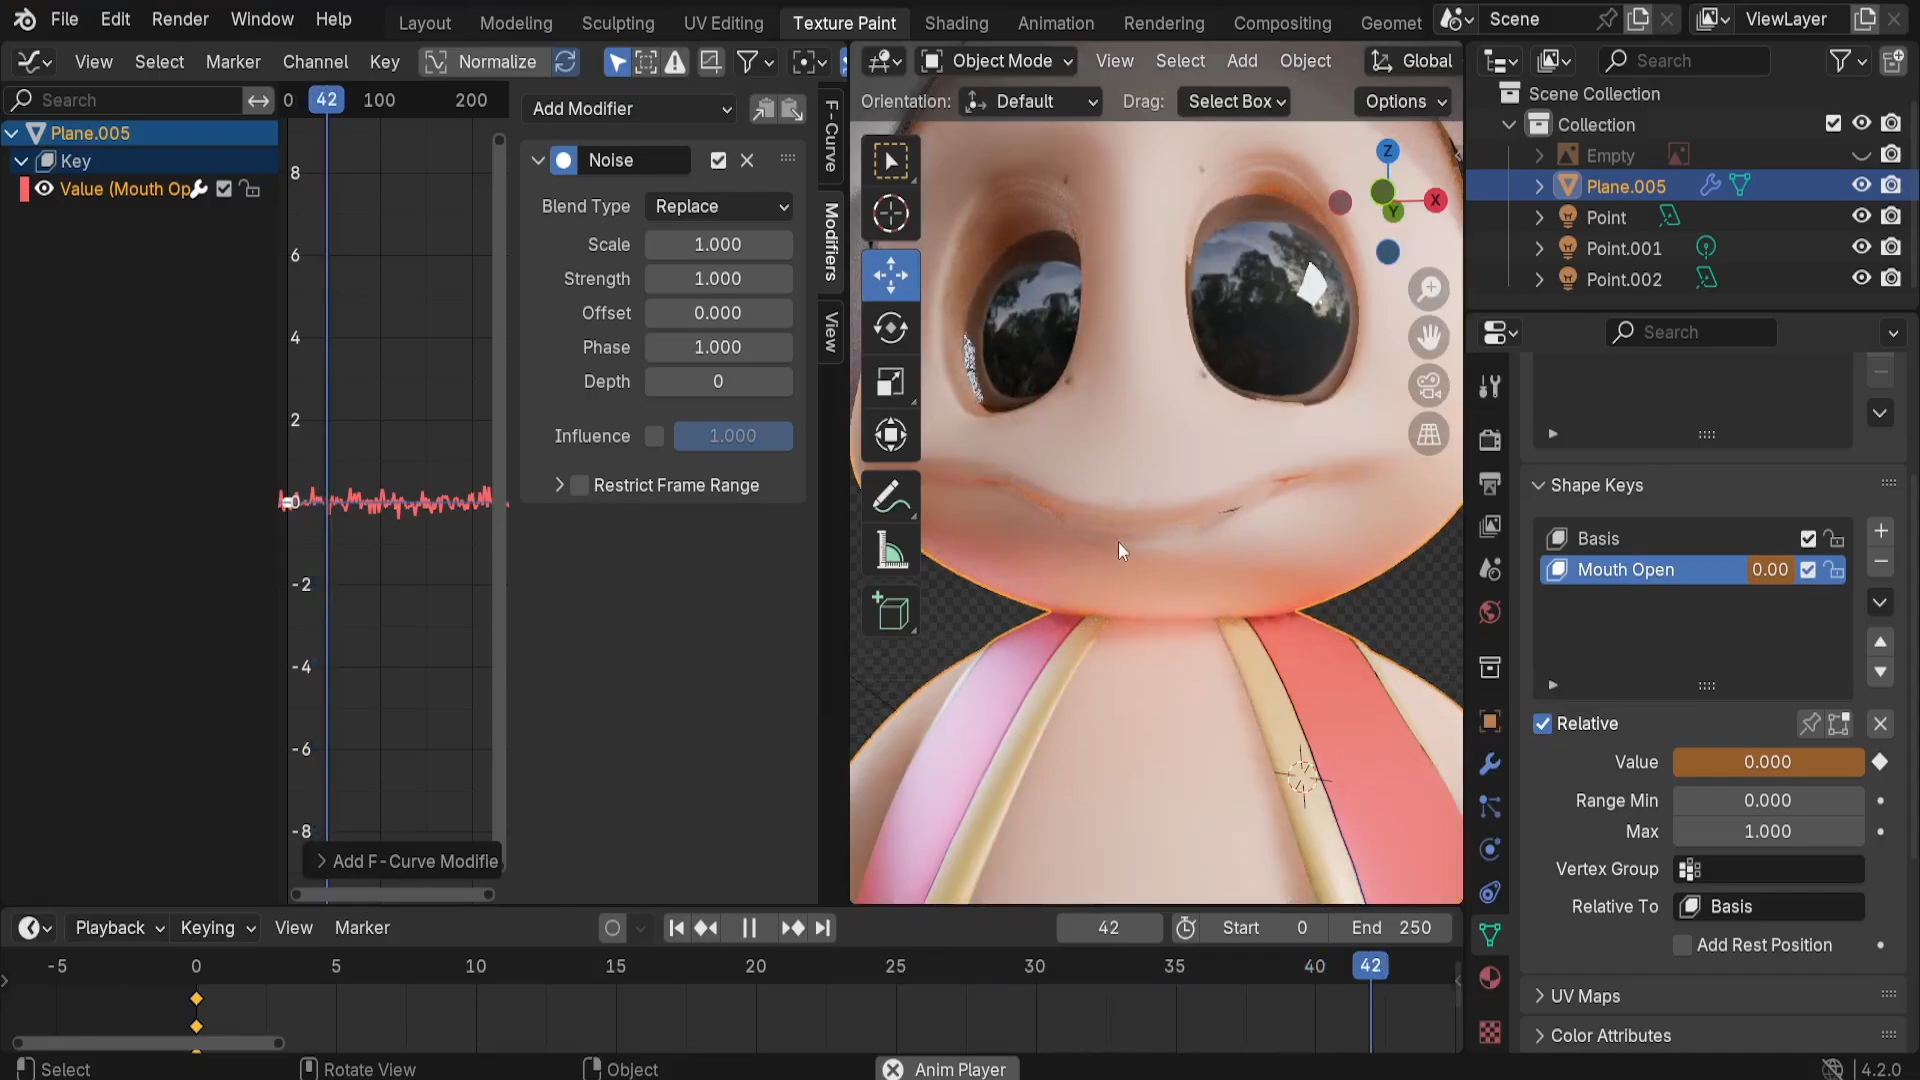 File Edit Render Window Help Layout Modeling Sculpting UV Editing Texture Paint Shading Animation Rendering Compositing Geomet Scene ViewLayer
View Select Marker Channel Key Normalize Object Mode View Select Add Object Global Search
Search 0 42 100 200 Add Modifier Orientation: Default Drag: Select Box Options Scene Collection
Collection
Plane.005
Key
Value (Mouth Op
Noise
Blend Type Replace
Scale 1.000
Strength 1.000
Offset 0.000
Phase 1.000
Depth 0
Influence 1.000
Restrict Frame Range
F-Curve
Modifiers
View
8
6
4
2
0
-2
-4
-6
-8
Add F-Curve Modifie
Z
X
Y
Empty
Plane.005
Point
Point.001
Point.002
Search
Shape Keys
Basis
Mouth Open 0.00
Relative
Value 0.000
Range Min 0.000
Max 1.000
Vertex Group
Relative To Basis
Add Rest Position
UV Maps
Color Attributes
Playback Keying View Marker 42 Start 0 End 250
-5 0 5 10 15 20 25 30 35 40 42
Select Rotate View Object Anim Player 4.2.0